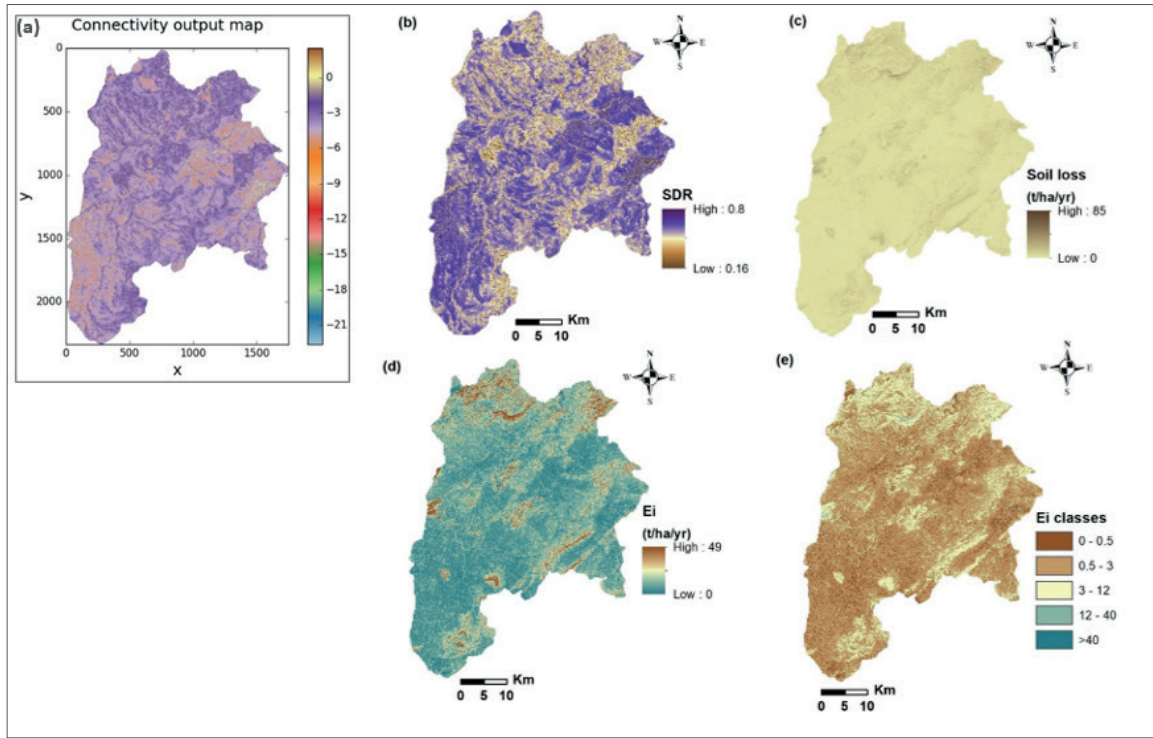 (a)
Connectivity output map
0
500
1000
1500
2000
y
0
500
1000
1500
x
0
−3
−6
−9
−12
−15
−18
−21
(b)
N
W E
S
SDR
High : 0.8
Low : 0.16
Km
0 5 10
(c)
N
W E
S
Soil loss
(t/ha/yr)
High : 85
Low : 0
Km
0 5 10
(d)
N
W E
S
Ei
(t/ha/yr)
High : 49
Low : 0
Km
0 5 10
(e)
N
W E
S
Ei classes
0 - 0.5
0.5 - 3
3 - 12
12 - 40
>40
Km
0 5 10